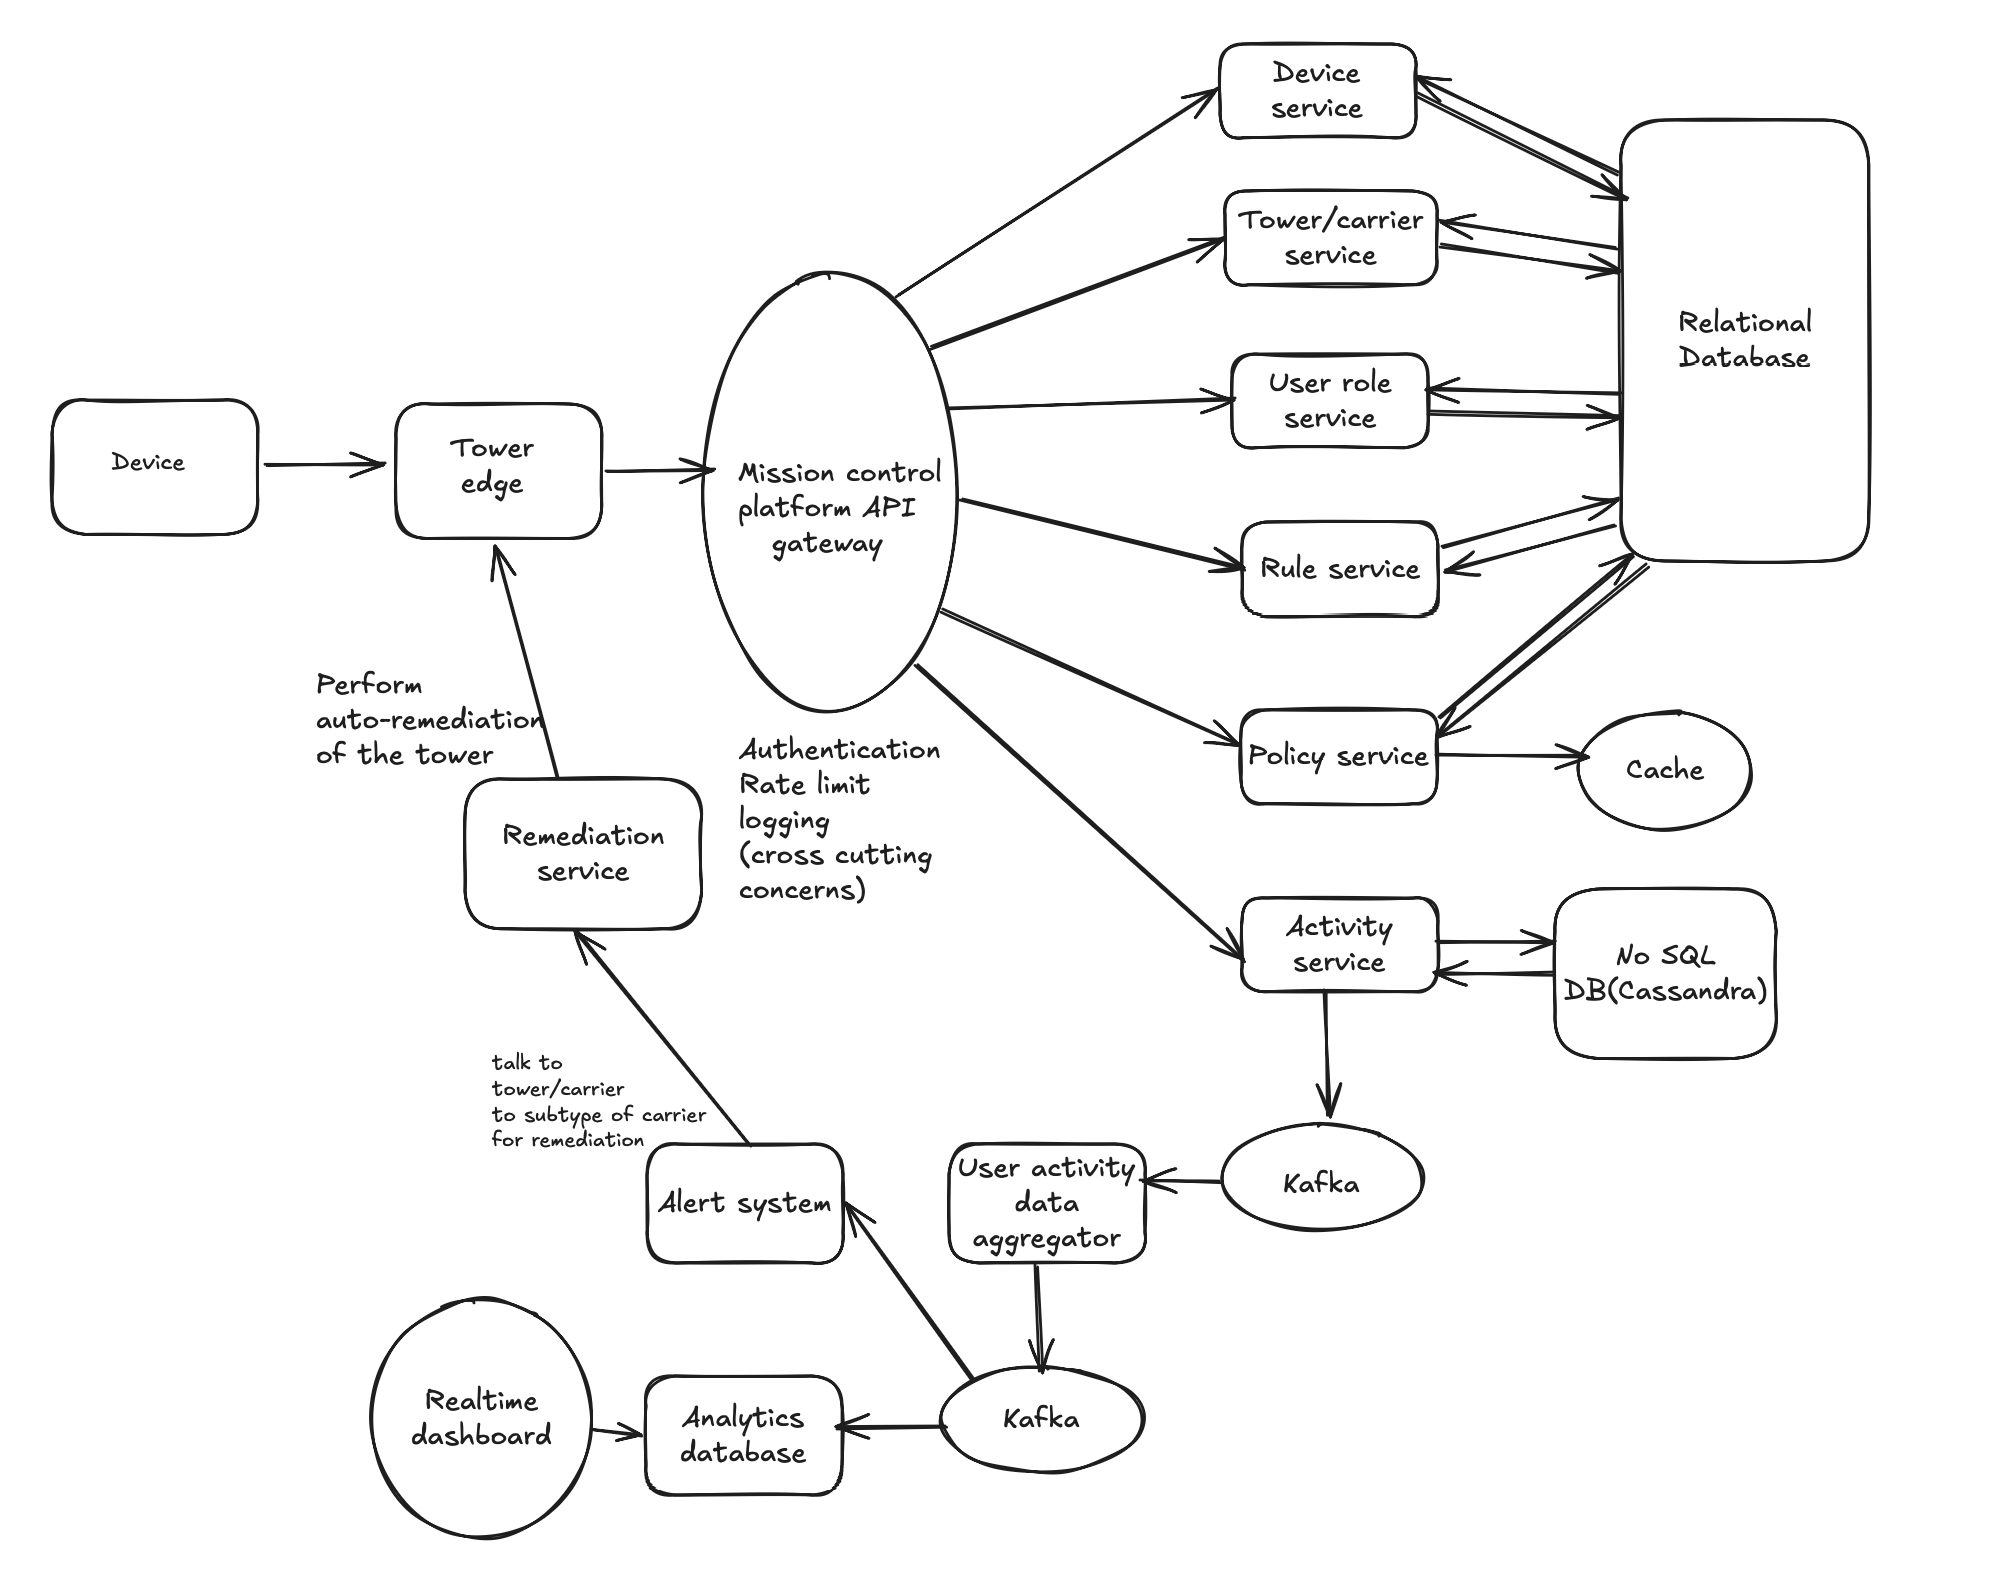 Device
service
Tower/carrier
service
Relational
Database
User role
service
Device
Tower
edge
Mission control
platform API
gateway
Rule service
Perform
auto-remediation
of the tower
Authentication
Rate limit
logging
(cross cutting
concerns)
Policy service
Cache
Remediation
service
Activity
service
No SQL
DB(Cassandra)
talk to
tower/carrier
to subtype of carrier
for remediation
Alert system
User activity
data
aggregator
Kafka
Realtime
dashboard
Analytics
database
Kafka